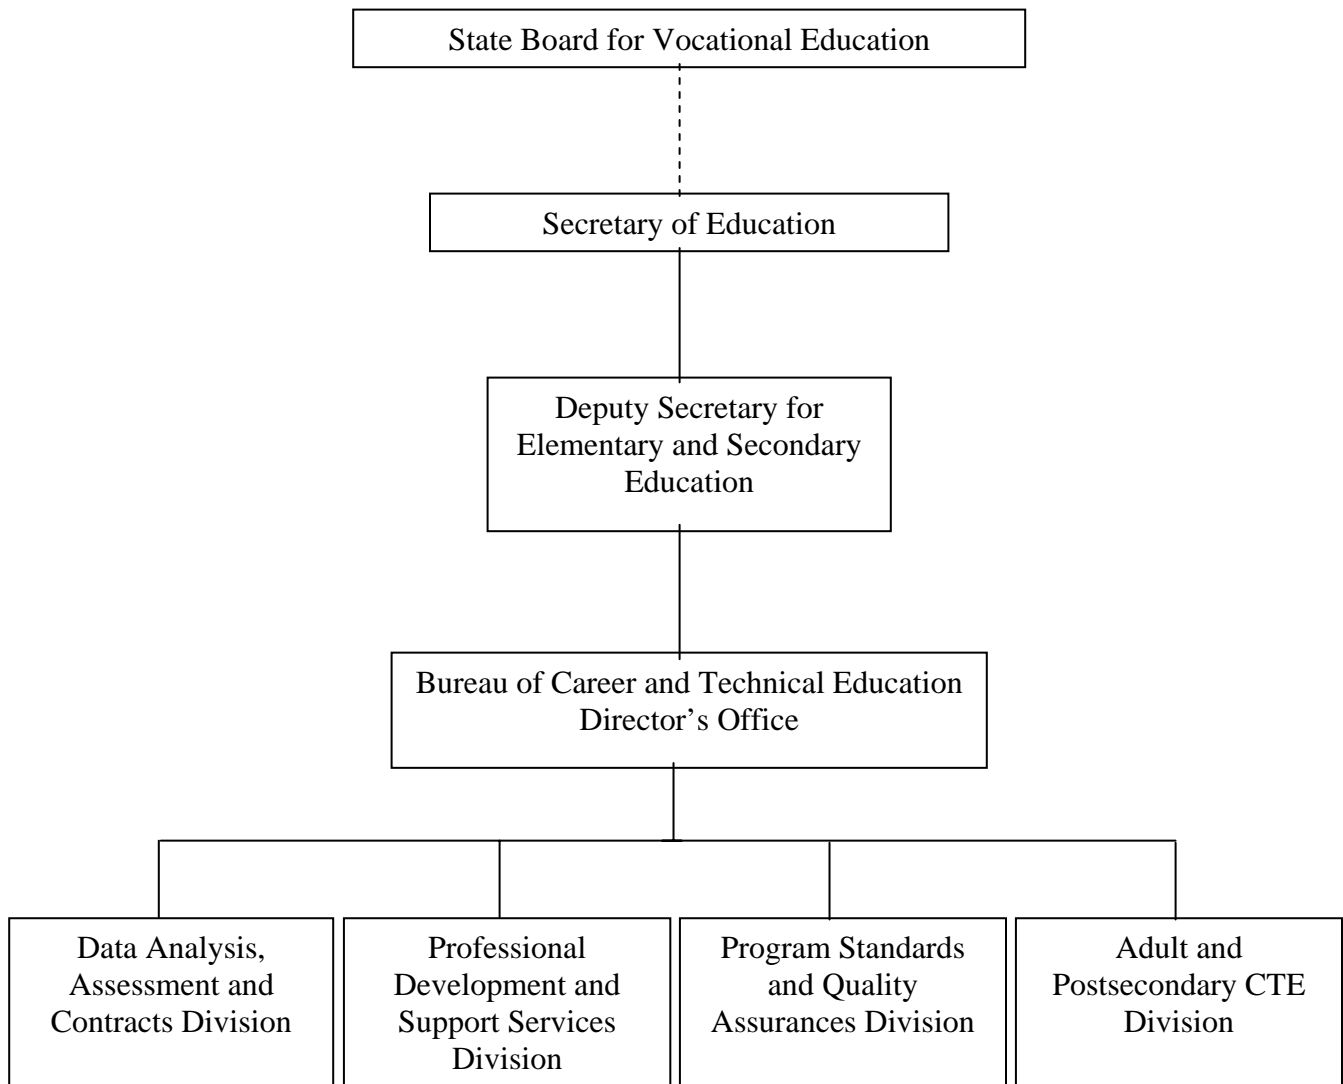 State Board for Vocational Education
Secretary of Education
Deputy Secretary for
Elementary and Secondary
Education
Bureau of Career and Technical Education
Director’s Office
Data Analysis,
Assessment and
Contracts Division
Professional
Development and
Support Services
Division
Program Standards
and Quality
Assurances Division
Adult and
Postsecondary CTE
Division